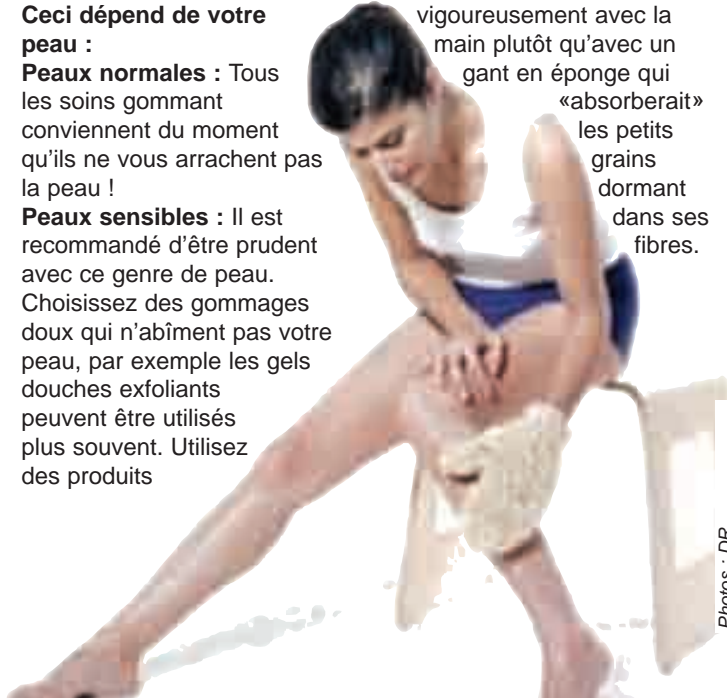 Ceci dépend de votre
peau :
Peaux normales : Tous
les soins gommant
conviennent du moment
qu'ils ne vous arrachent pas
la peau !
Peaux sensibles : Il est
recommandé d'être prudent
avec ce genre de peau.
Choisissez des gommages
doux qui n'abîment pas votre
peau, par exemple les gels
douches exfoliants
peuvent être utilisés
plus souvent. Utilisez
des produits
vigoureusement avec la
main plutôt qu'avec un
gant en éponge qui
«absorberait»
les petits
grains
dormant
dans ses
fibres.
Photos : DR